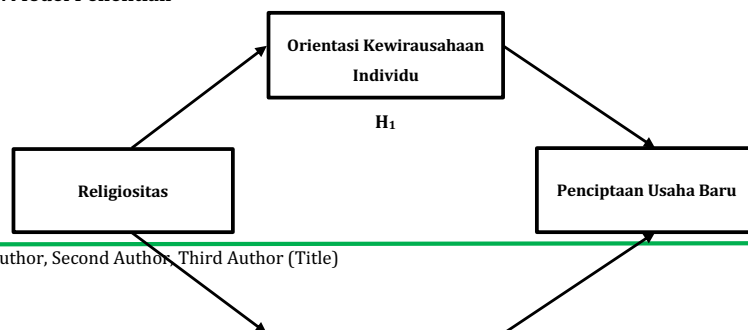 Orientasi Kewirausahaan
Individu
H₁
Religiositas
Penciptaan Usaha Baru
uthor, Second Author, Third Author (Title)